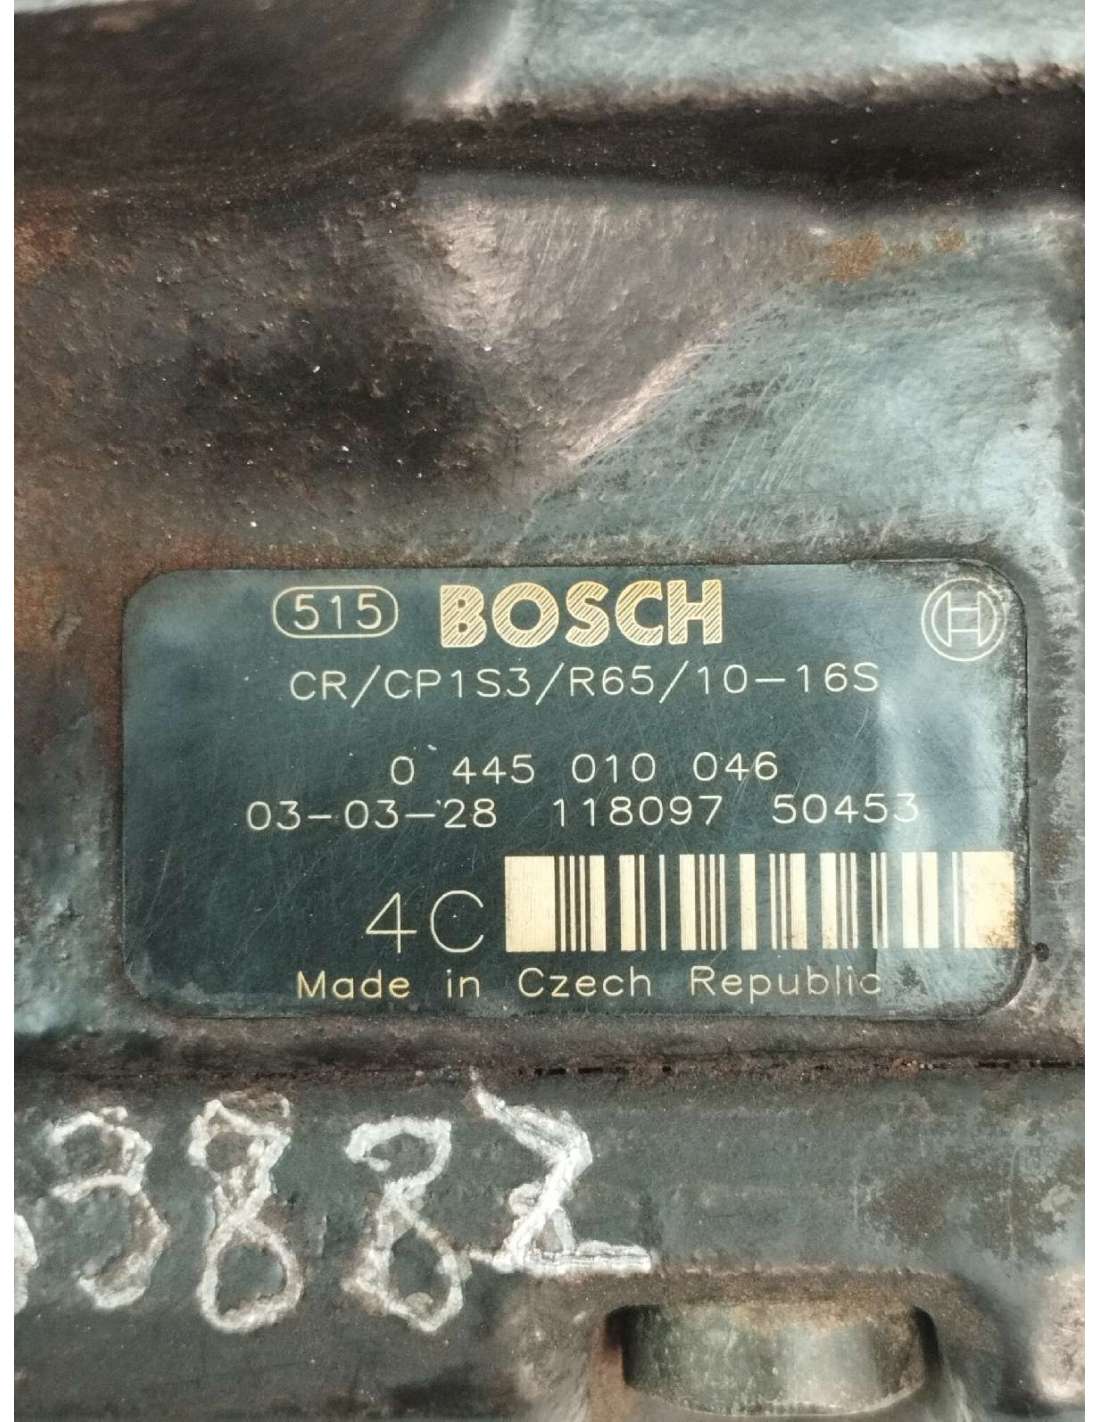 515 BOSCH
CR/CP1S3/R65/10-16S
0 445 010 046
03-03-28 118097 50453
4C
Made in Czech Republic
3882